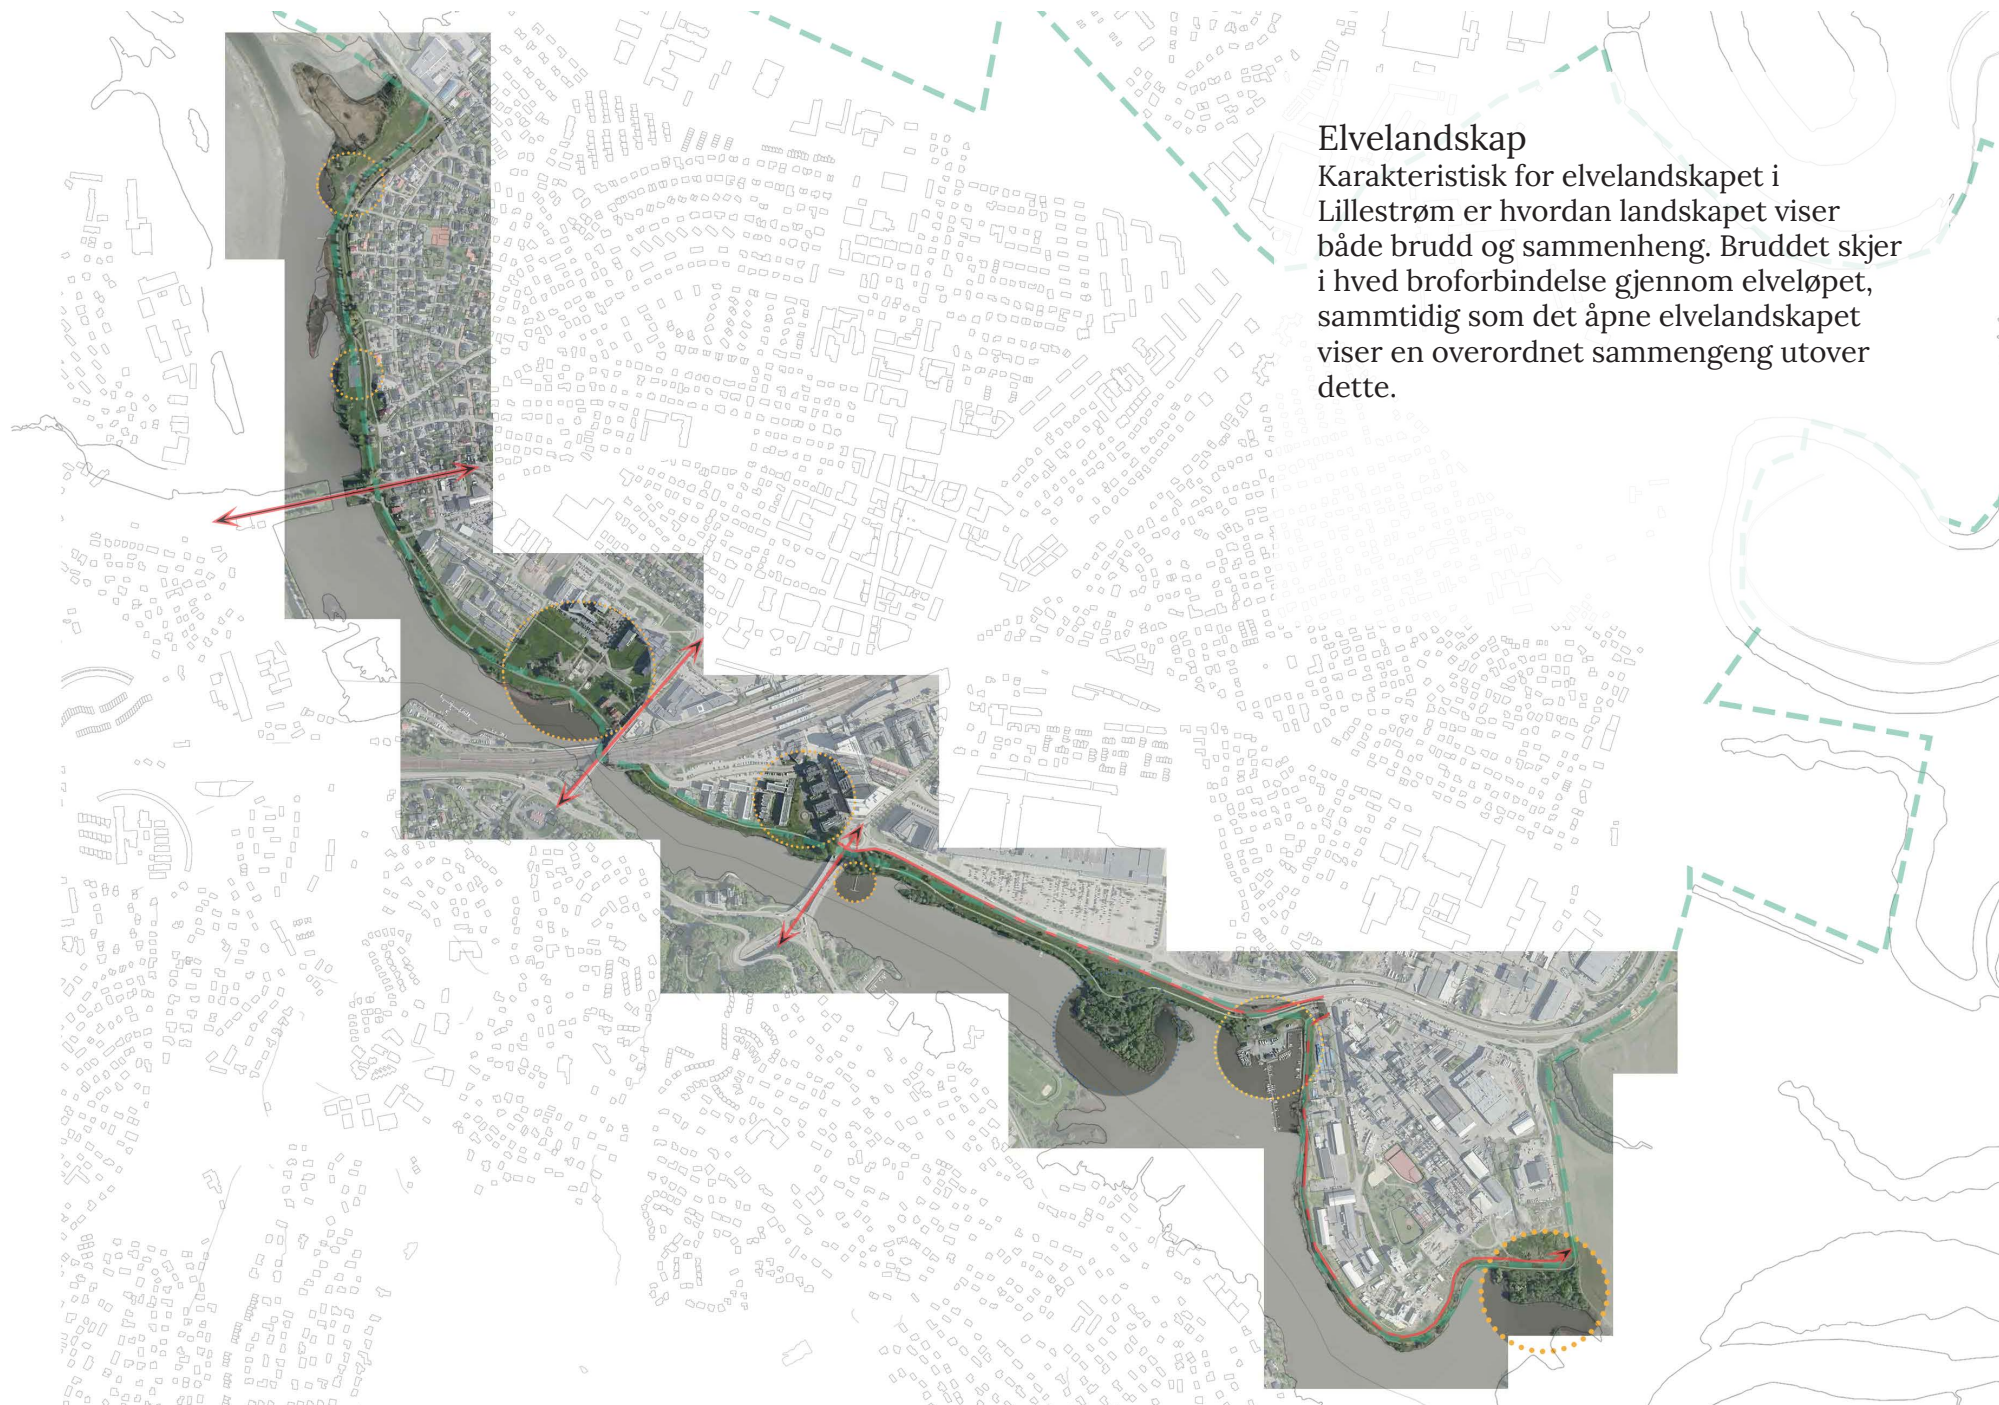 Elvelandskap
Karakteristisk for elvelandskapet i
Lillestrøm er hvordan landskapet viser
både brudd og sammenheng. Bruddet skjer
i hved broforbindelse gjennom elveløpet,
sammtidig som det åpne elvelandskapet
viser en overordnet sammengeng utover
dette.